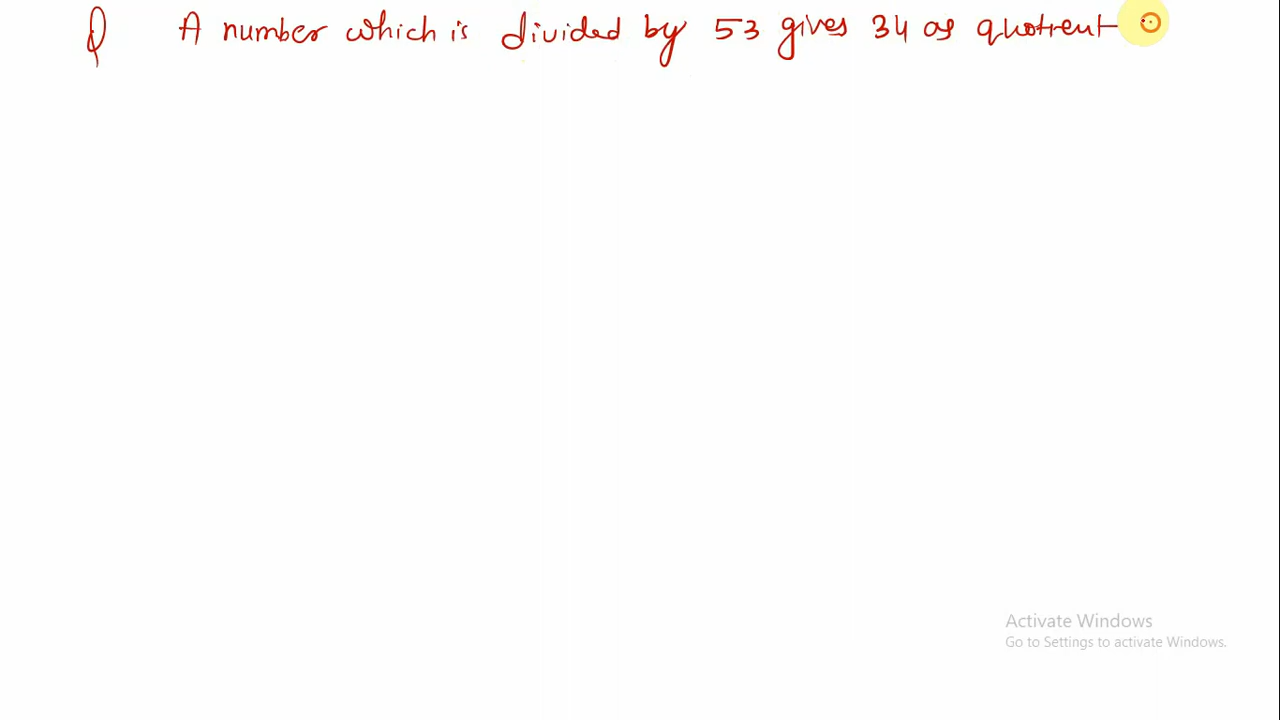 Q A number which is divided by 53 gives 34 as quotient
Activate Windows
Go to Settings to activate Windows.